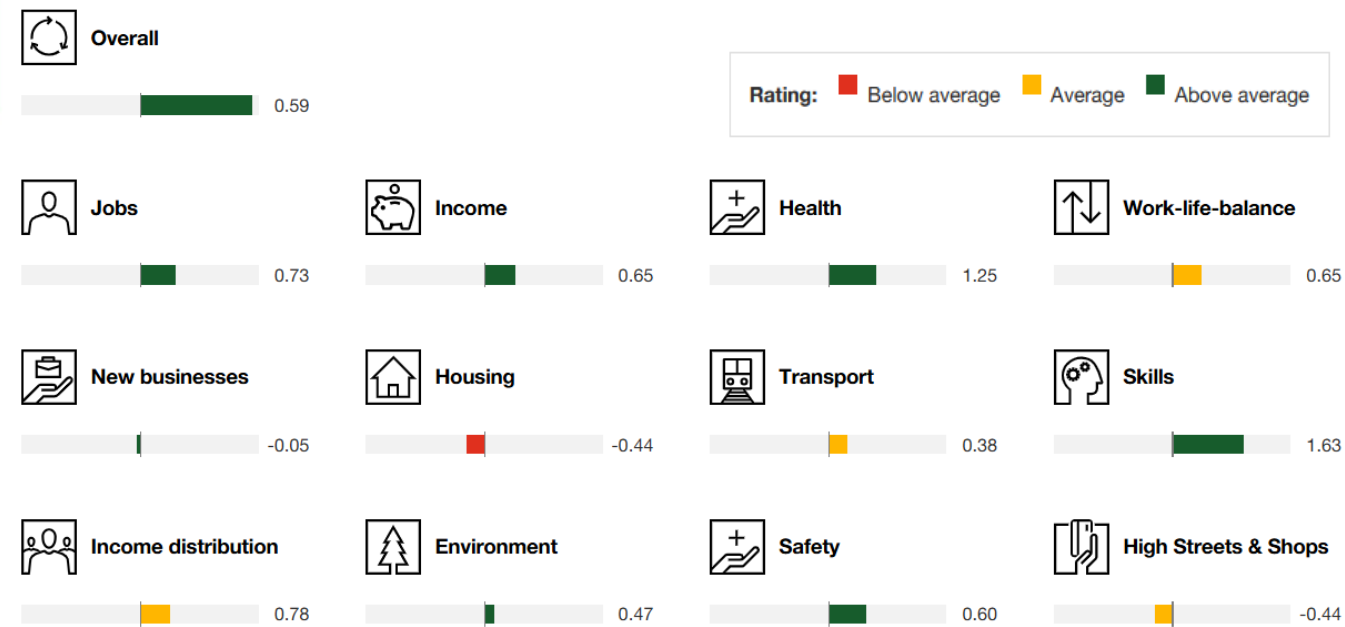 Overall
0.59
Rating: Below average Average Above average
Jobs Income Health Work-life-balance
0.73 0.65 1.25 0.65
New businesses Housing Transport Skills
-0.05 -0.44 0.38 1.63
Income distribution Environment Safety High Streets & Shops
0.78 0.47 0.60 -0.44